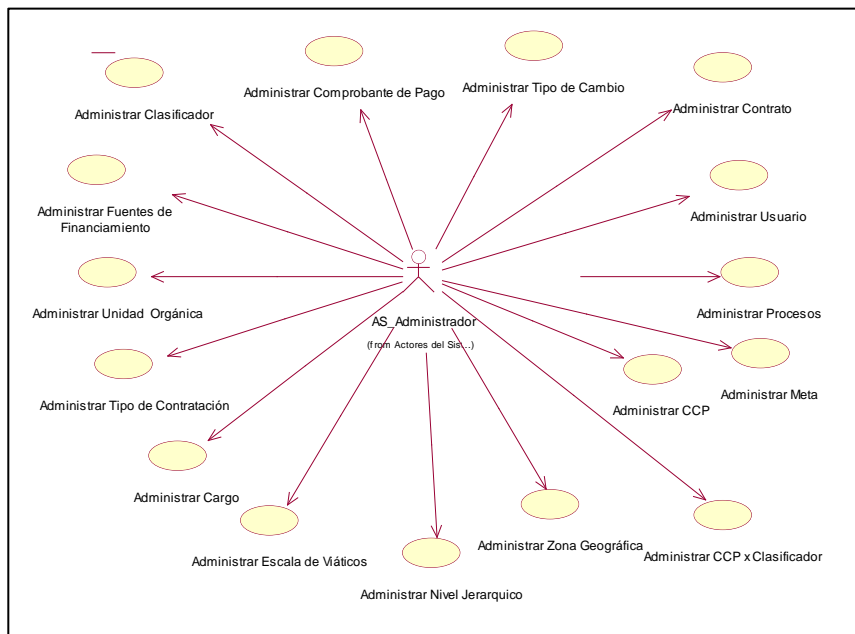 Administrar Comprobante de Pago
Administrar Tipo de Cambio
Administrar Clasificador
Administrar Contrato
Administrar Fuentes de
Financiamiento
Administrar Usuario
Administrar Unidad Orgánica
Administrar Procesos
AS_Administrador
(from Actores del Sis...)
Administrar Tipo de Contratación
Administrar CCP
Administrar Meta
Administrar Cargo
Administrar Escala de Viáticos
Administrar Zona Geográfica
Administrar CCP x Clasificador
Administrar Nivel Jerarquico